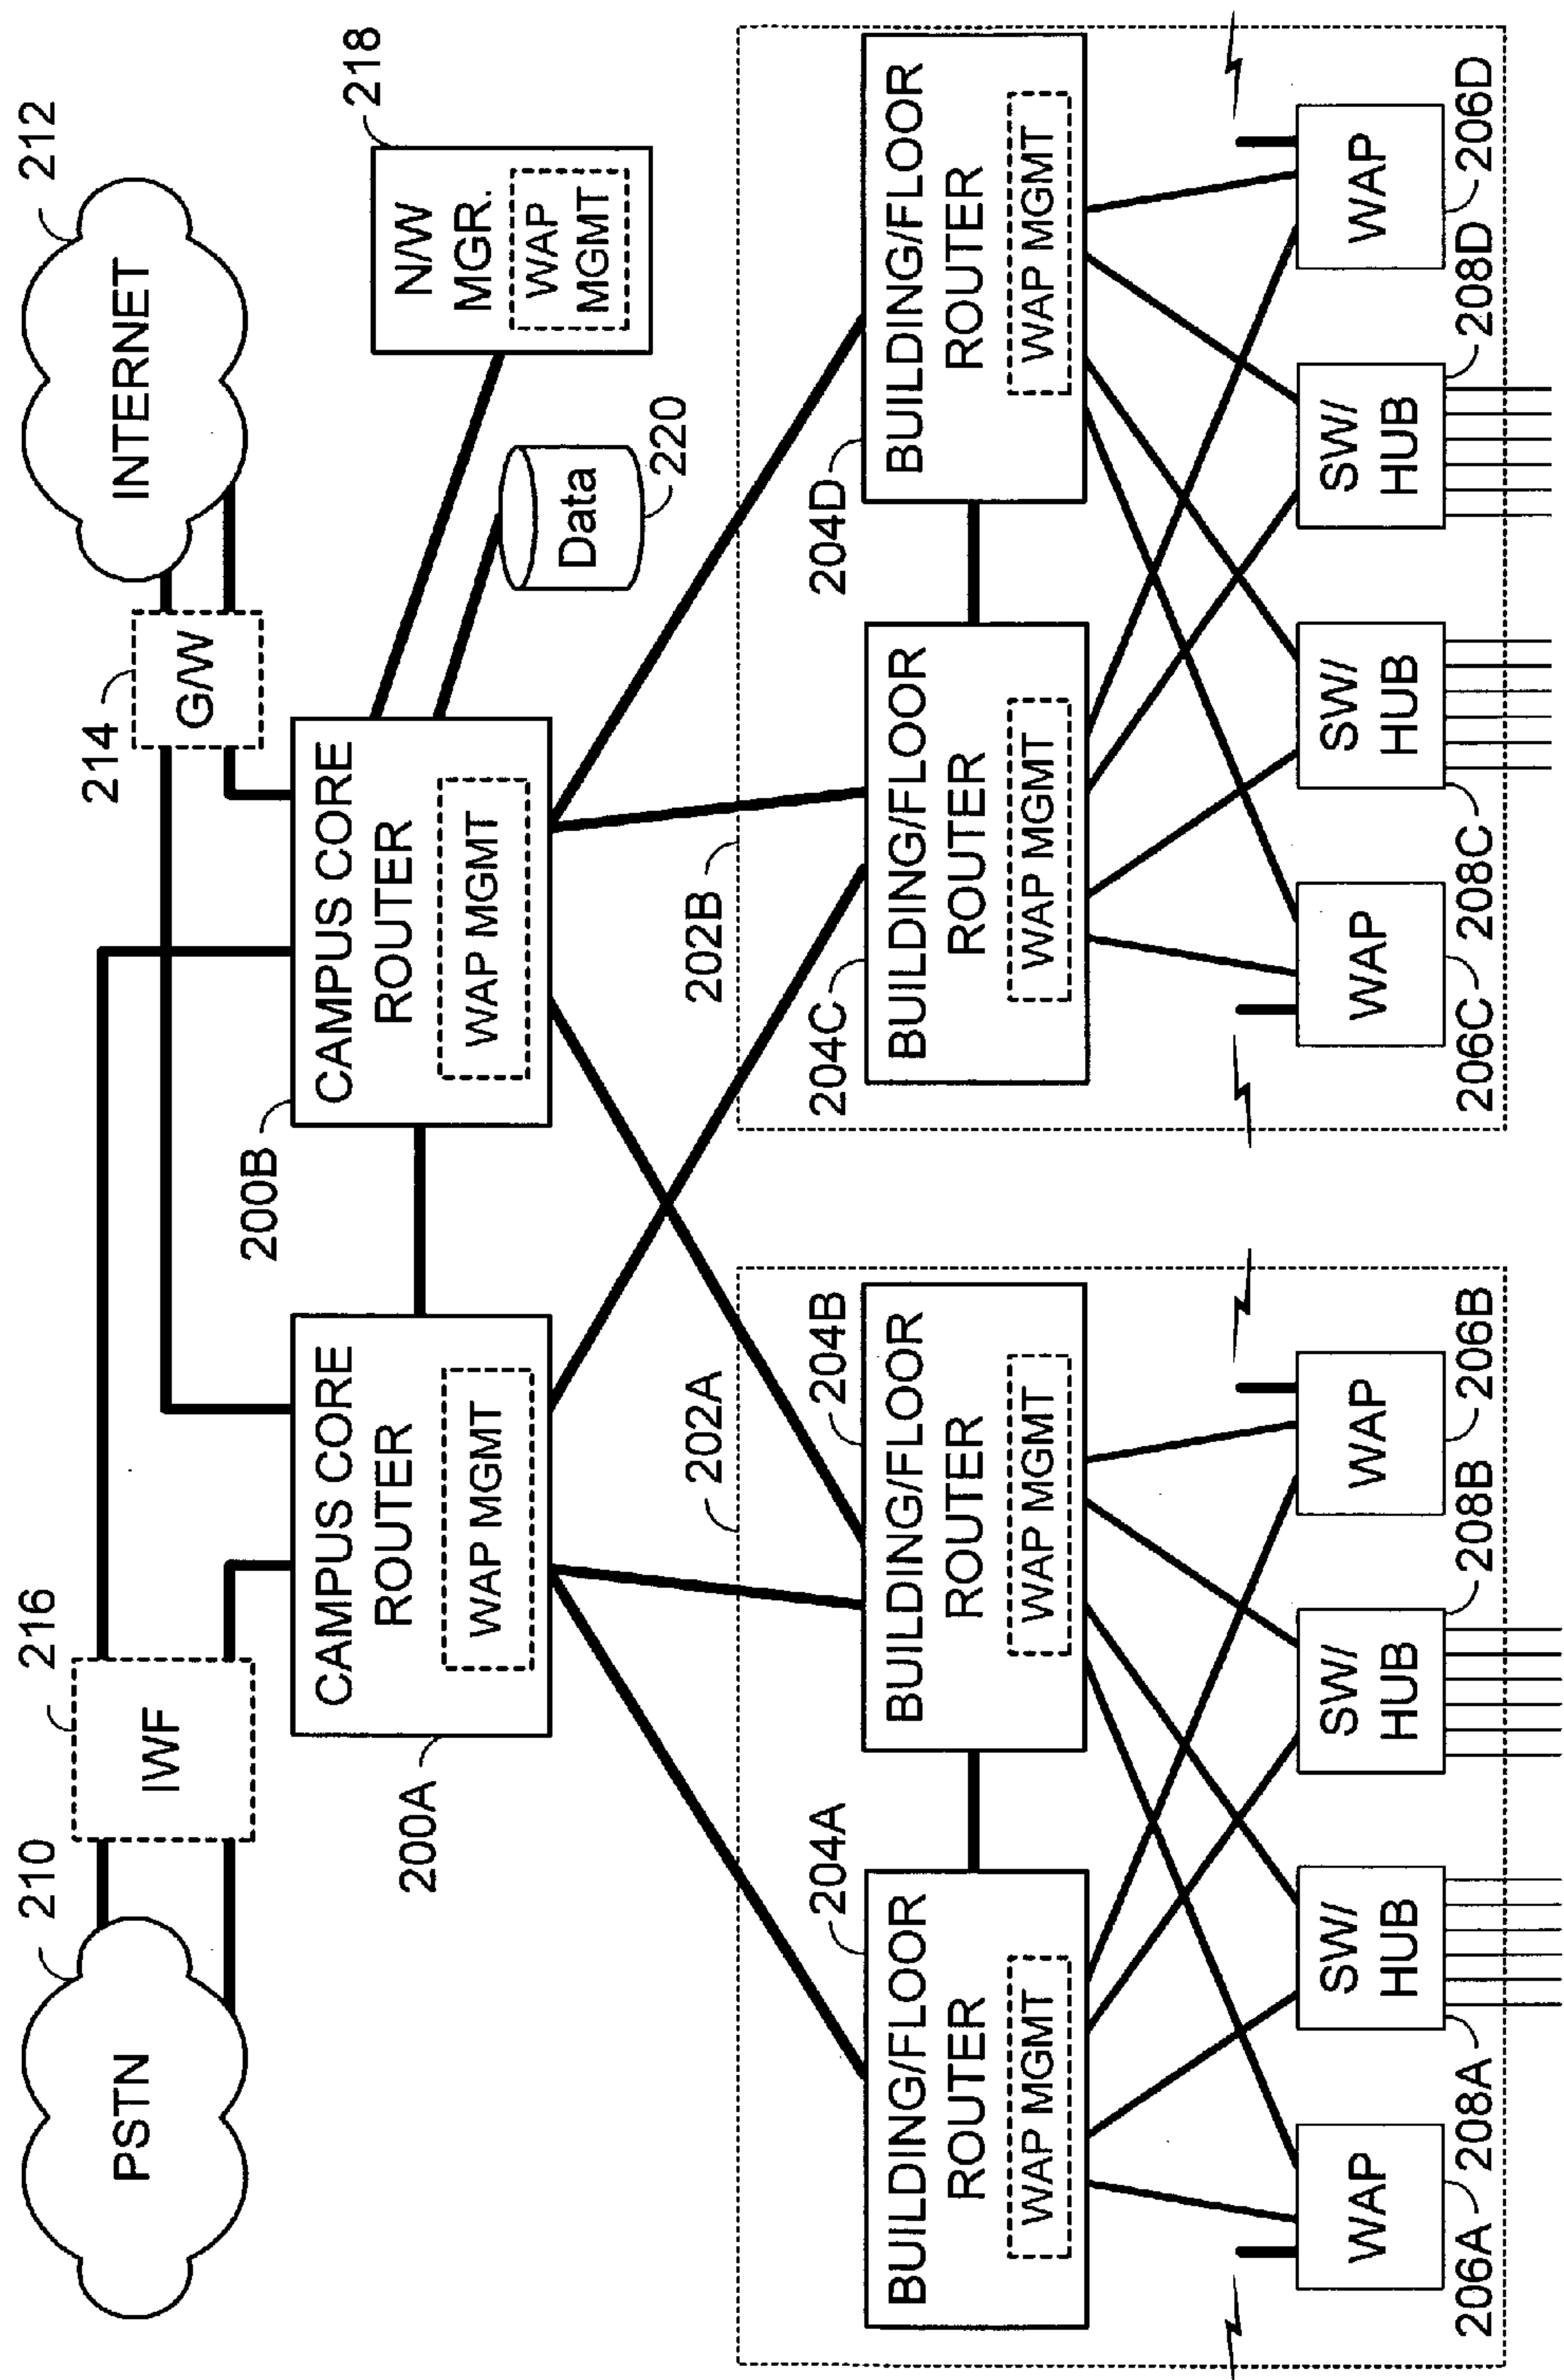 210
PSTN
216
IWF
214
G/W
212
INTERNET
200A
CAMPUS CORE
ROUTER
WAP MGMT
200B
CAMPUS CORE
ROUTER
WAP MGMT
218
N/W
MGR.
WAP
MGMT
Data
220
202A
204A
BUILDING/FLOOR
ROUTER
WAP MGMT
204B
BUILDING/FLOOR
ROUTER
WAP MGMT
202B
204C
BUILDING/FLOOR
ROUTER
WAP MGMT
204D
BUILDING/FLOOR
ROUTER
WAP MGMT
WAP
206A
SW/
HUB
208A
SW/
HUB
208B
WAP
206B
WAP
206C
SW/
HUB
208C
SW/
HUB
208D
WAP
206D